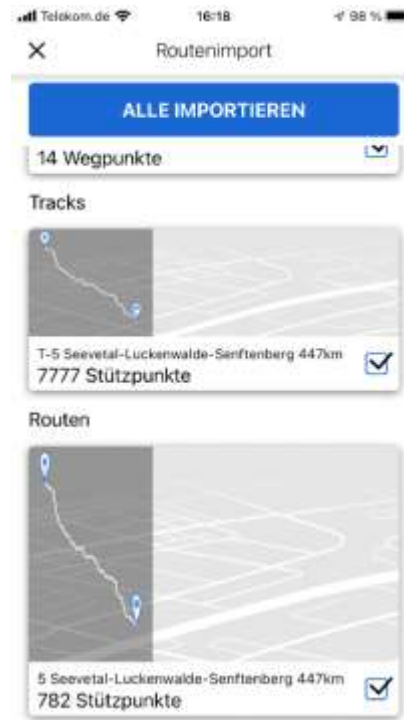 Telekom.de
16:18
98 %
Routenimport
ALLE IMPORTIEREN
14 Wegpunkte
Tracks
T-5 Seevetal-Luckenwalde-Senftenberg 447km
7777 Stützpunkte
Routen
5 Seevetal-Luckenwalde-Senftenberg 447km
782 Stützpunkte